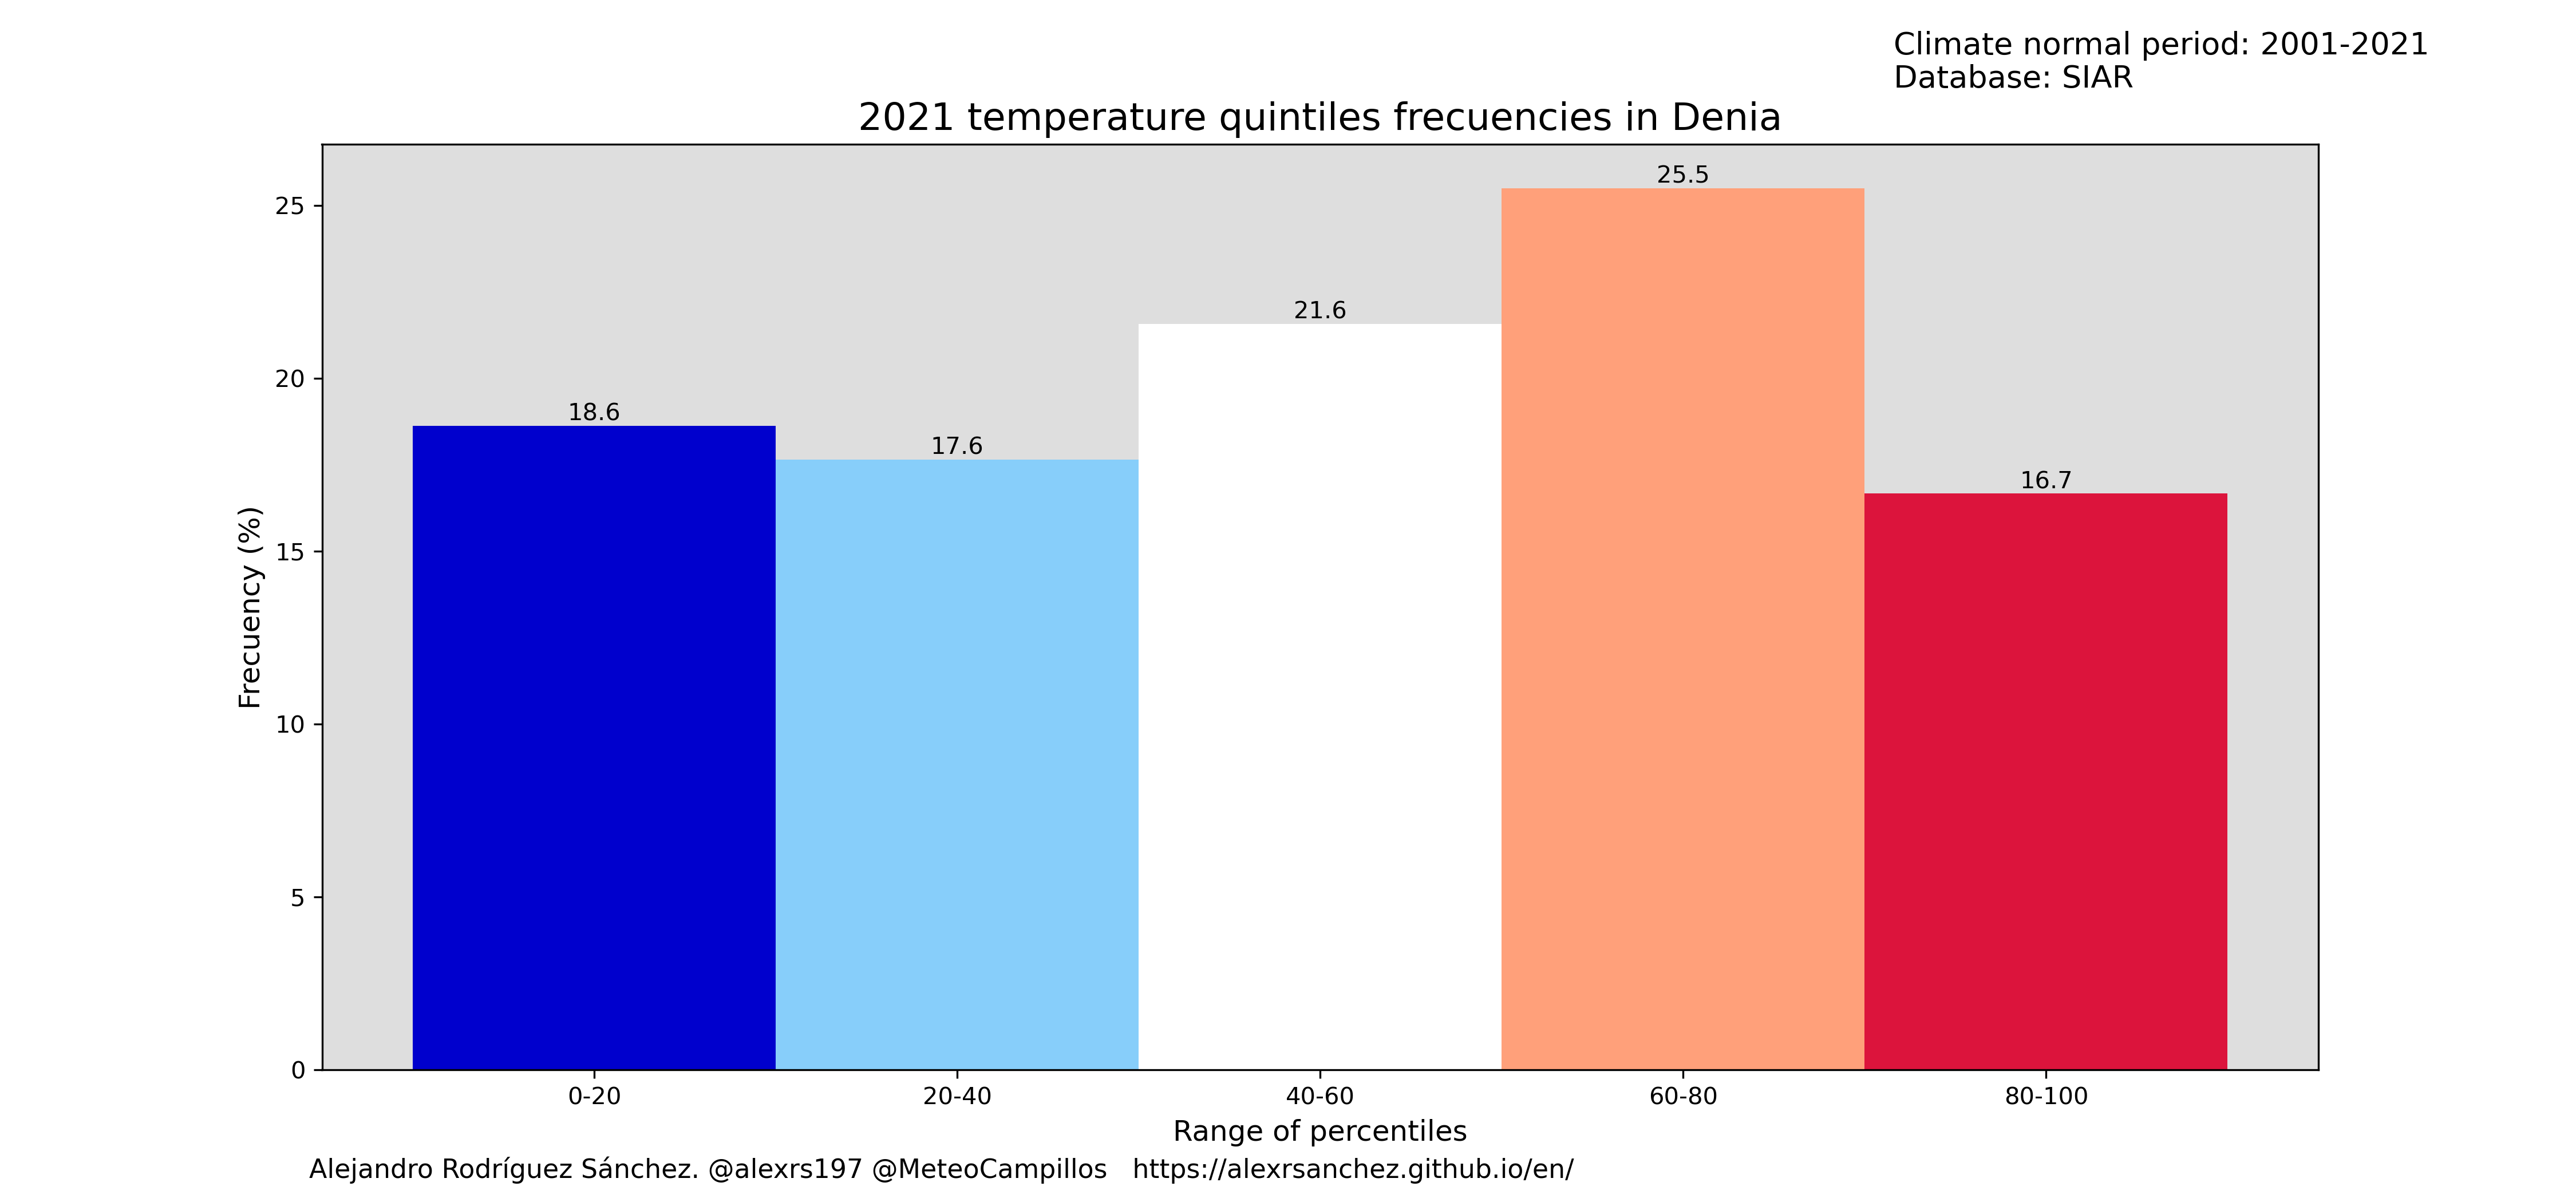 Climate normal period: 2001-2021
Database: SIAR
2021 temperature quintiles frecuencies in Denia
25.5
25
21.6
20
18.6
17.6
16.7
Frecuency (%)
15
10
5
0
0-20 20-40 40-60 60-80 80-100
Range of percentiles
Alejandro Rodríguez Sánchez. @alexrs197 @MeteoCampillos https://alexrsanchez.github.io/en/